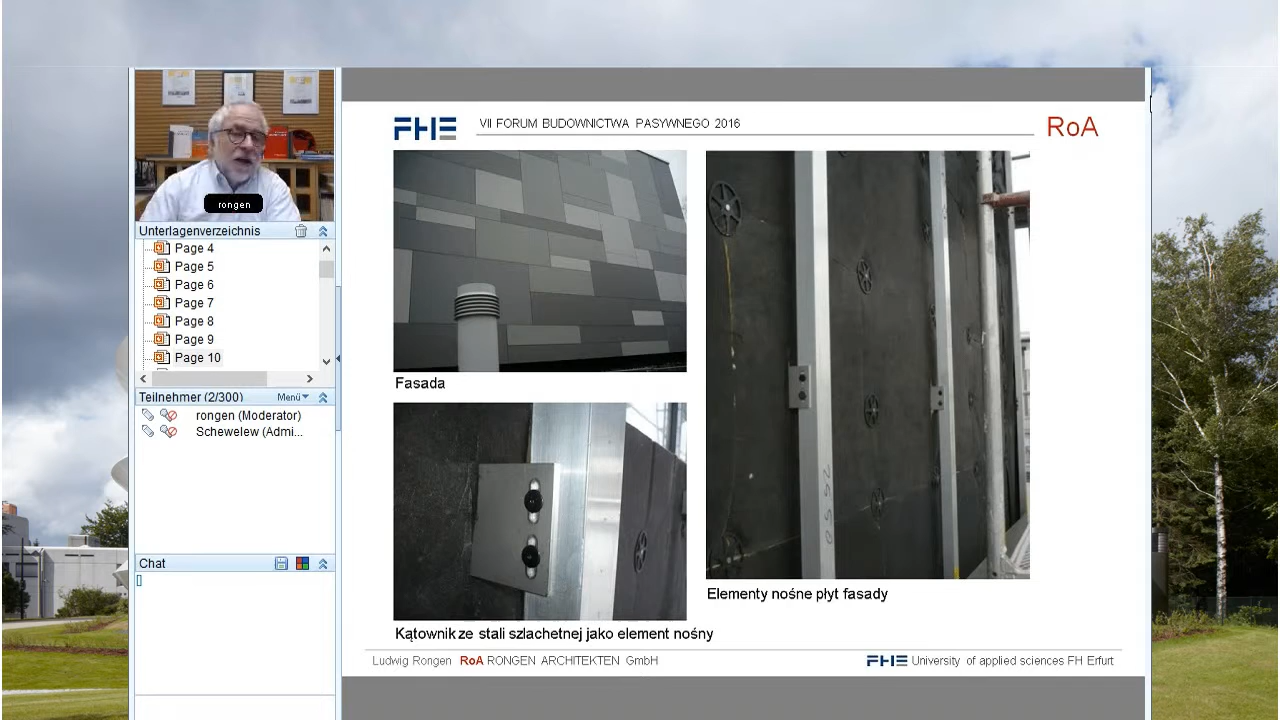 rongen
Unterlagenverzeichnis
Page 4
Page 5
Page 6
Page 7
Page 8
Page 9
Page 10
Teilnehmer (2/300)
Menü
rongen (Moderator)
Schewelew (Admi...
Chat
FHE
VII FORUM BUDOWNICTWA PASYWNEGO 2016
RoA
Fasada
Kątownik ze stali szlachetnej jako element nośny
Elementy nośne płyt fasady
Ludwig Rongen RoA RONGEN ARCHITEKTEN GmbH
FHE University of applied sciences FH Erfurt